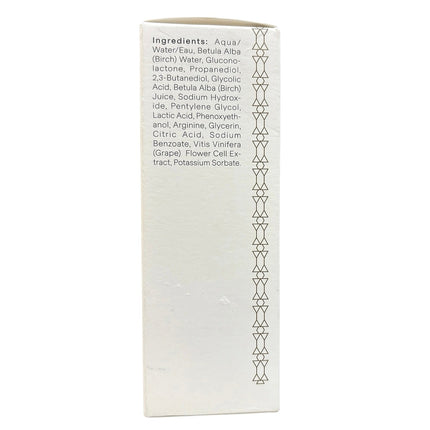 Ingredients: Aqua/
Water/Eau, Betula Alba
(Birch) Water, Glucono-
lactone, Propanediol,
2,3-Butanediol, Glycolic
Acid, Betula Alba (Birch)
Juice, Sodium Hydrox-
ide, Pentylene Glycol,
Lactic Acid, Phenoxyeth-
anol, Arginine, Glycerin,
Citric Acid, Sodium
Benzoate, Vitis Vinifera
(Grape) Flower Cell Ex-
tract, Potassium Sorbate.